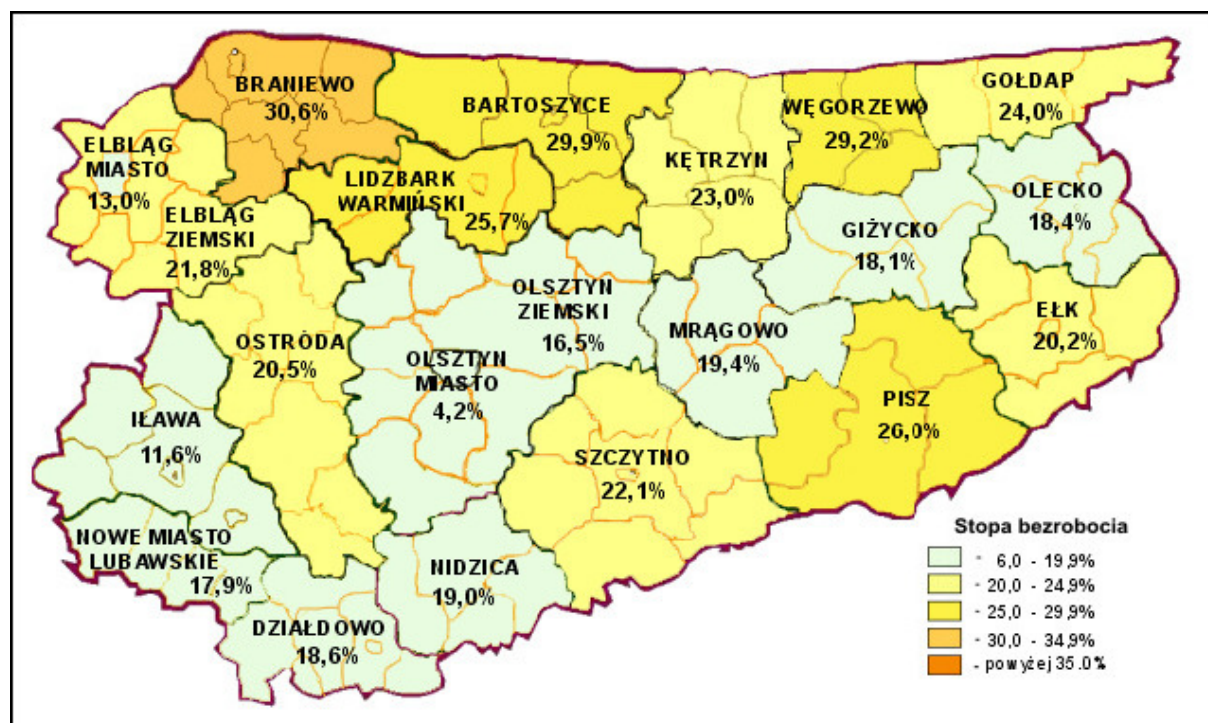 BRANIEWO
30,6%
BARTOSZYCE
29,9%
WĘGORZEWO
29,2%
GOŁDAP
24,0%
ELBLĄG
MIASTO
13,0%
KĘTRZYN
23,0%
LIDZBARK
WARMIŃSKI
25,7%
OLECKO
18,4%
ELBLĄG
ZIEMSKI
21,8%
GIŻYCKO
18,1%
OLSZTYN
ZIEMSKI
16,5%
EŁK
20,2%
OSTRÓDA
20,5%
MRĄGOWO
19,4%
OLSZTYN
MIASTO
4,2%
PISZ
26,0%
IŁAWA
11,6%
SZCZYTNO
22,1%
NOWE MIASTO
LUBAWSKIE
17,9%
NIDZICA
19,0%
DZIAŁDOWO
18,6%
Stopa bezrobocia
- 6,0 - 19,9%
- 20,0 - 24,9%
- 25,0 - 29,9%
- 30,0 - 34,9%
- powyżej 35.0%